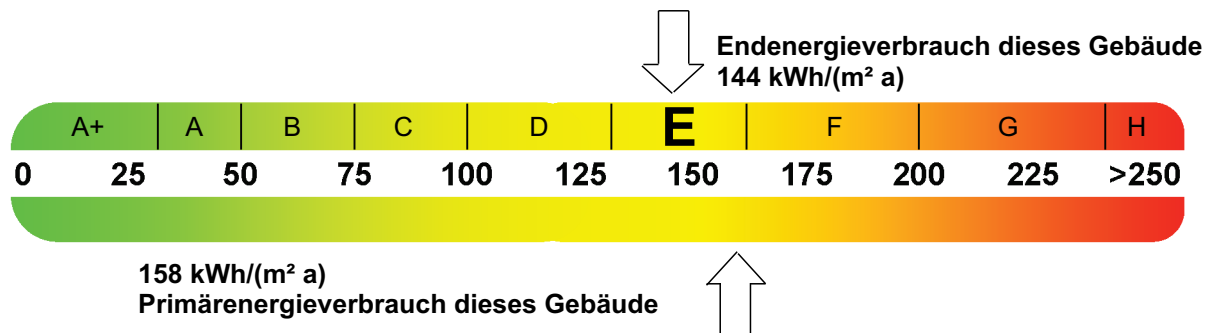 Endenergieverbrauch dieses Gebäude
144 kWh/(m² a)
A+ A B C D E F G H
0 25 50 75 100 125 150 175 200 225 >250
158 kWh/(m² a)
Primärenergieverbrauch dieses Gebäude